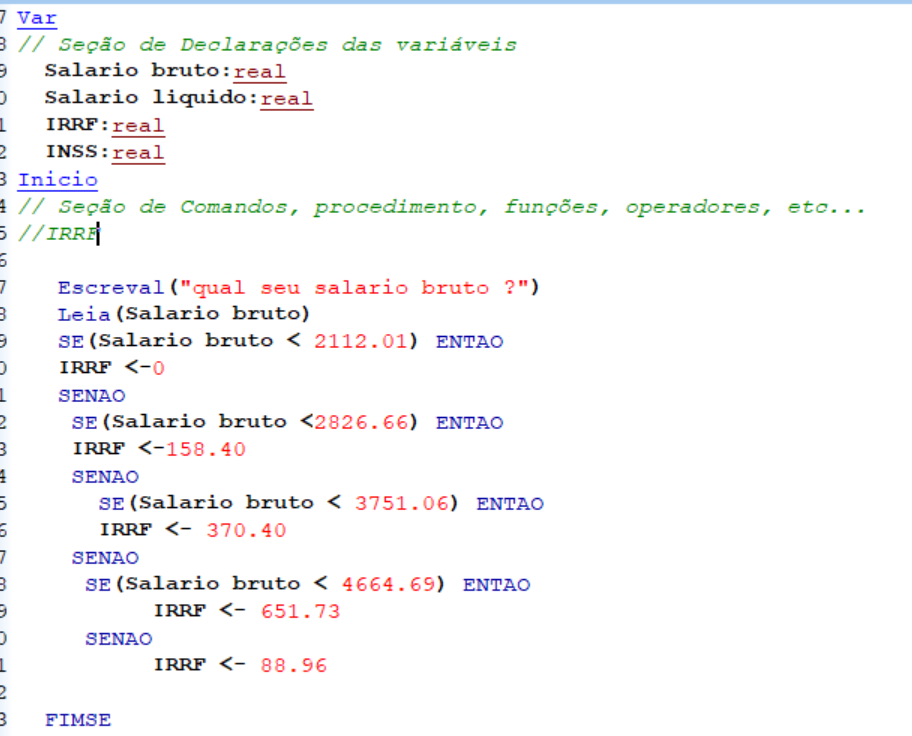 7 Var
8 // Seção de Declarações das variáveis
9 Salario bruto:real
0 Salario liquido:real
1 IRRF:real
2 INSS:real
3 Inicio
4 // Seção de Comandos, procedimento, funções, operadores, etc...
5 //IRRF
6
7 Escreval("qual seu salario bruto ?")
8 Leia(Salario bruto)
9 SE(Salario bruto < 2112.01) ENTAO
0 IRRF <-0
1 SENAO
2 SE(Salario bruto <2826.66) ENTAO
3 IRRF <-158.40
4 SENAO
5 SE(Salario bruto < 3751.06) ENTAO
6 IRRF <- 370.40
7 SENAO
8 SE(Salario bruto < 4664.69) ENTAO
9 IRRF <- 651.73
0 SENAO
1 IRRF <- 88.96
2
3 FIMSE